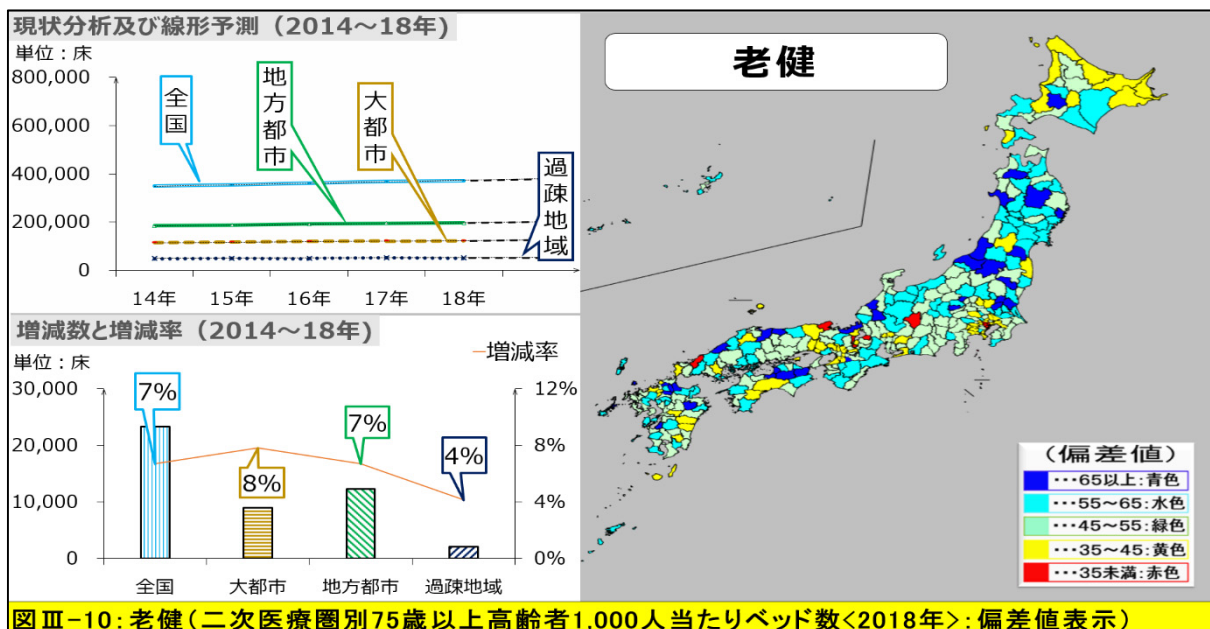 現状分析及び線形予測（2014～18年）
単位：床
800,000
600,000
400,000
200,000
0
全国
地方都市
大都市
過疎地域
14年 15年 16年 17年 18年
増減数と増減率（2014～18年）
単位：床
増減率
30,000
20,000
10,000
0
12%
8%
4%
0%
7%
8%
7%
4%
全国 大都市 地方都市 過疎地域
老健
（偏差値）
･･･65以上：青色
･･･55～65：水色
･･･45～55：緑色
･･･35～45：黄色
･･･35未満：赤色
図Ⅲ-10：老健（二次医療圏別75歳以上高齢者1,000人当たりベッド数<2018年>：偏差値表示）